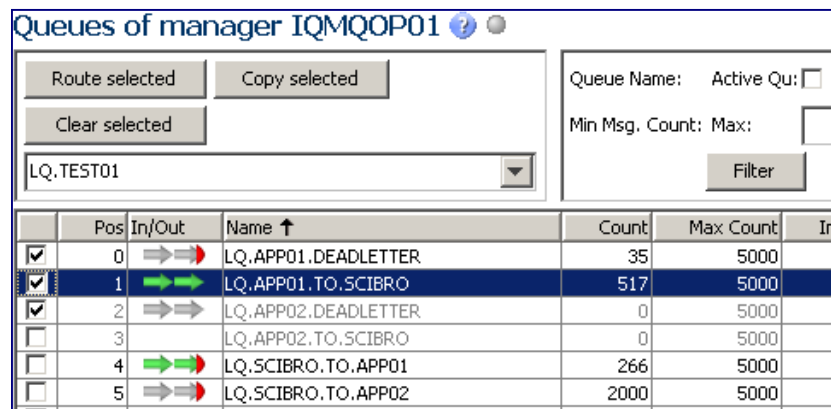 Queues of manager IQMQOP01
Route selected Copy selected
Clear selected
LQ.TEST01
Queue Name: Active Qu:
Min Msg. Count: Max:
Filter
Pos In/Out Name Count Max Count
0 LQ.APP01.DEADLETTER 35 5000
1 LQ.APP01.TO.SCIBRO 517 5000
2 LQ.APP02.DEADLETTER 0 5000
3 LQ.APP02.TO.SCIBRO 0 5000
4 LQ.SCIBRO.TO.APP01 266 5000
5 LQ.SCIBRO.TO.APP02 2000 5000